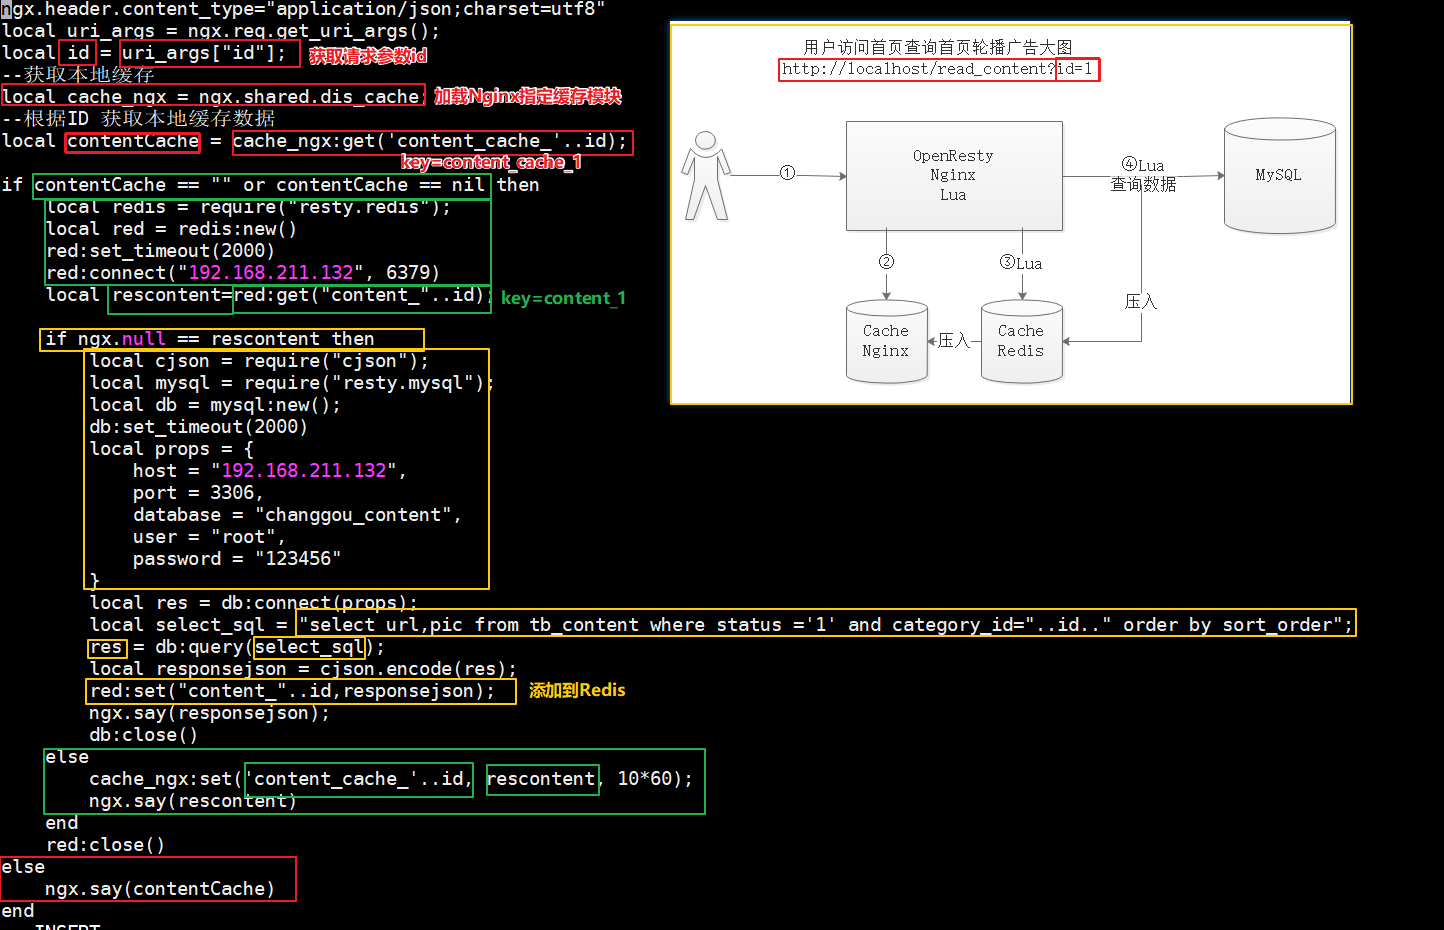 ngx.header.content_type="application/json;charset=utf8"
local uri_args = ngx.req.get_uri_args();
local id = uri_args["id"]; 获取请求参数id
--获取本地缓存
local cache_ngx = ngx.shared.dis_cache; 加载Nginx指定缓存模块
--根据ID 获取本地缓存数据
local contentCache = cache_ngx:get('content_cache_'..id);
key=content_cache_1
if contentCache == "" or contentCache == nil then
local redis = require("resty.redis");
local red = redis:new()
red:set_timeout(2000)
red:connect("192.168.211.132", 6379)
local rescontent=red:get("content_"..id); key=content_1
if ngx.null == rescontent then
local cjson = require("cjson");
local mysql = require("resty.mysql");
local db = mysql:new();
db:set_timeout(2000)
local props = {
host = "192.168.211.132",
port = 3306,
database = "changgou_content",
user = "root",
password = "123456"
}
local res = db:connect(props);
local select_sql = "select url,pic from tb_content where status ='1' and category_id="..id.." order by sort_order";
res = db:query(select_sql);
local responsejson = cjson.encode(res);
red:set("content_"..id,responsejson); 添加到Redis
ngx.say(responsejson);
db:close()
else
cache_ngx:set('content_cache_'..id, rescontent, 10*60);
ngx.say(rescontent)
end
red:close()
else
ngx.say(contentCache)
end
-- INSERT --
用户访问首页查询首页轮播广告大图
http://localhost/read_content?id=1
①
OpenResty
Nginx
Lua
④Lua
查询数据
MySQL
②
③Lua
压入
Cache
Nginx
压入
Cache
Redis